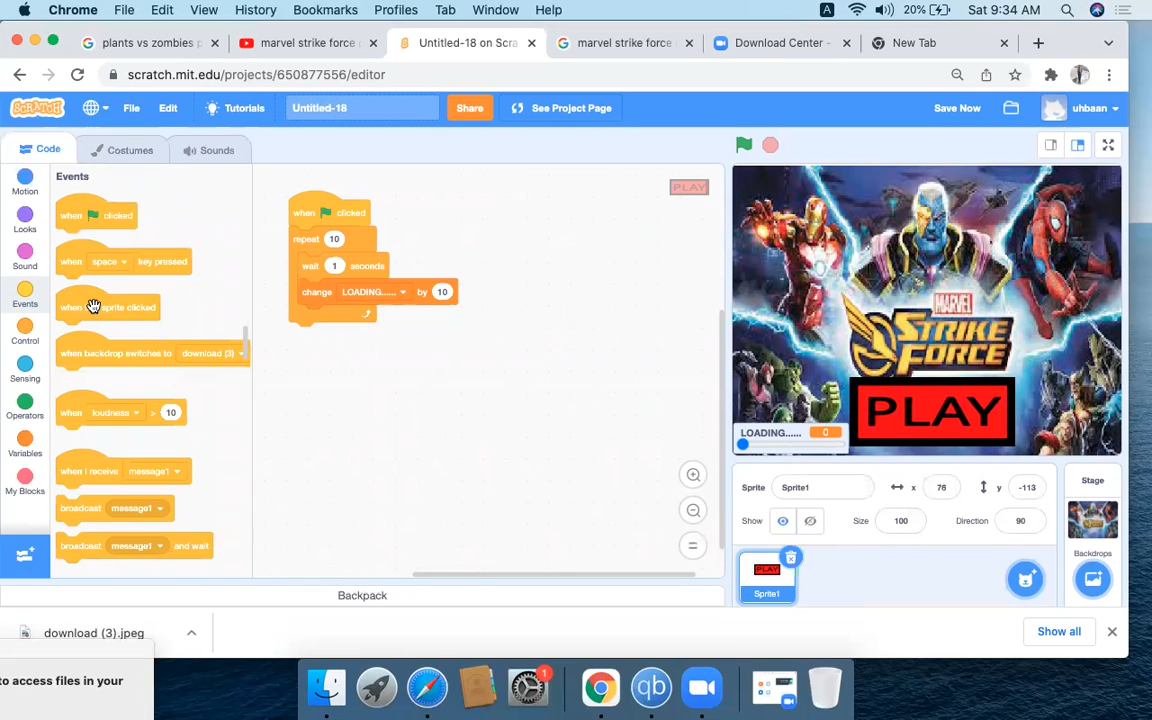 Chrome File Edit View History Bookmarks Profiles Tab Window Help A 20% Sat 9:34 AM
plants vs zombies p marvel strike force Untitled-18 on Scra marvel strike force Download Center - New Tab
scratch.mit.edu/projects/650877556/editor
SCRATCH File Edit Tutorials Untitled-18 Share See Project Page Save Now uhbaan
Code Costumes Sounds
Motion
Looks
Sound
Events
Control
Sensing
Operators
Variables
My Blocks
Events
when clicked
when space key pressed
when sprite clicked
when backdrop switches to download (3)
when loudness > 10
when I receive message1
broadcast message1
broadcast message1 and wait
when clicked
repeat 10
wait 1 seconds
change LOADING...... by 10
PLAY
MARVEL
STRIKE
FORCE
PLAY
LOADING...... 0
Sprite Sprite1 x 76 y -113
Show Size 100 Direction 90
PLAY
Sprite1
Stage
Backdrops
Backpack
download (3).jpeg
Show all
to access files in your
1
qb